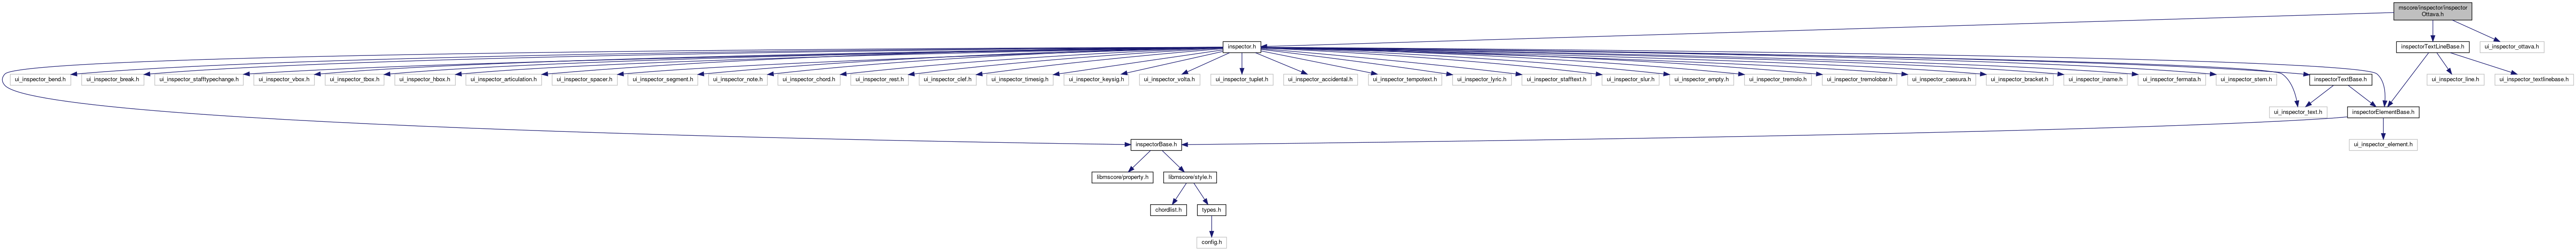 mscore/inspector/inspector
Ottava.h
inspector.h
inspectorTextLineBase.h
ui_inspector_ottava.h
ui_inspector_bend.h
ui_inspector_break.h
ui_inspector_stafftypechange.h
ui_inspector_vbox.h
ui_inspector_tbox.h
ui_inspector_hbox.h
ui_inspector_articulation.h
ui_inspector_spacer.h
ui_inspector_segment.h
ui_inspector_note.h
ui_inspector_chord.h
ui_inspector_rest.h
ui_inspector_clef.h
ui_inspector_timesig.h
ui_inspector_keysig.h
ui_inspector_volta.h
ui_inspector_tuplet.h
ui_inspector_accidental.h
ui_inspector_tempotext.h
ui_inspector_lyric.h
ui_inspector_stafftext.h
ui_inspector_slur.h
ui_inspector_empty.h
ui_inspector_tremolo.h
ui_inspector_tremolobar.h
ui_inspector_caesura.h
ui_inspector_bracket.h
ui_inspector_iname.h
ui_inspector_fermata.h
ui_inspector_stem.h
inspectorTextBase.h
ui_inspector_line.h
ui_inspector_textlinebase.h
ui_inspector_text.h
inspectorElementBase.h
inspectorBase.h
ui_inspector_element.h
libmscore/property.h
libmscore/style.h
chordlist.h
types.h
config.h